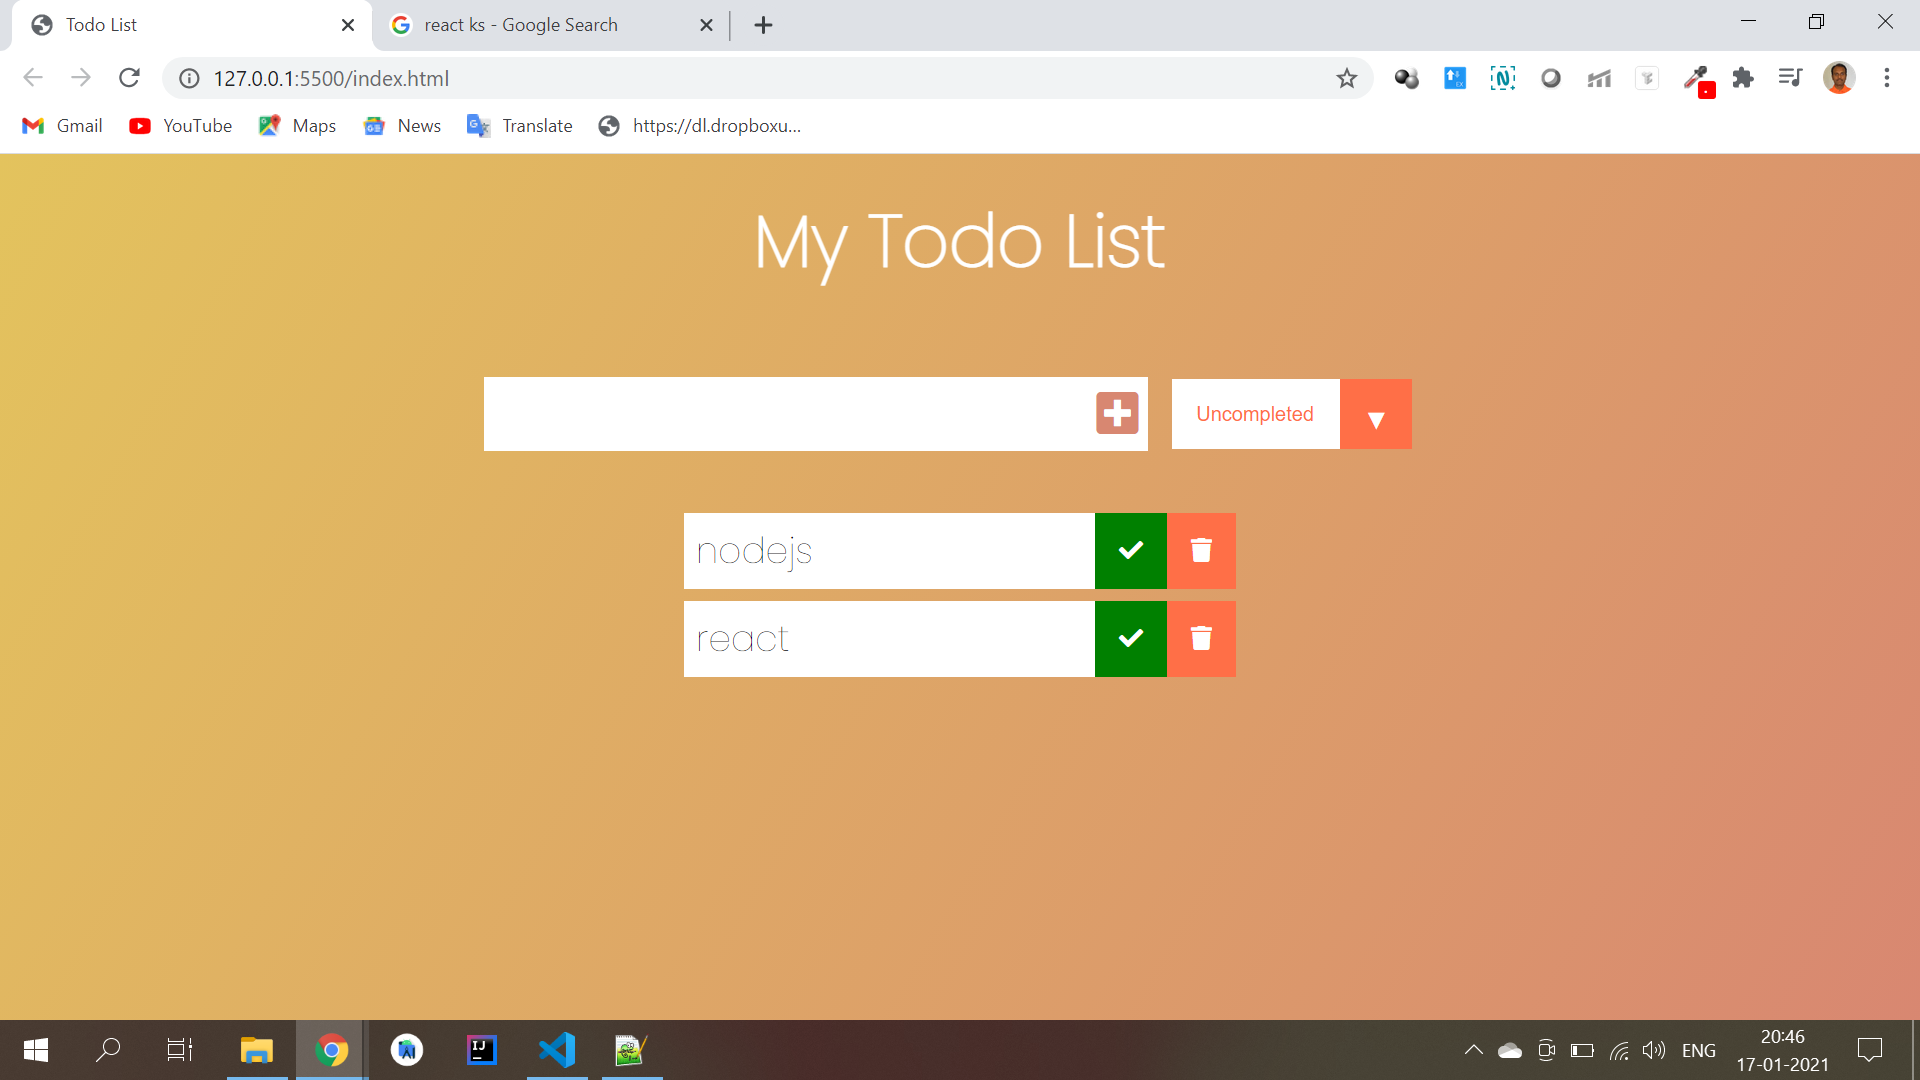 Todo List
react ks - Google Search
127.0.0.1:5500/index.html
Gmail
YouTube
Maps
News
Translate
https://dl.dropboxu...
My Todo List
Uncompleted
nodejs
react
ENG
20:46
17-01-2021